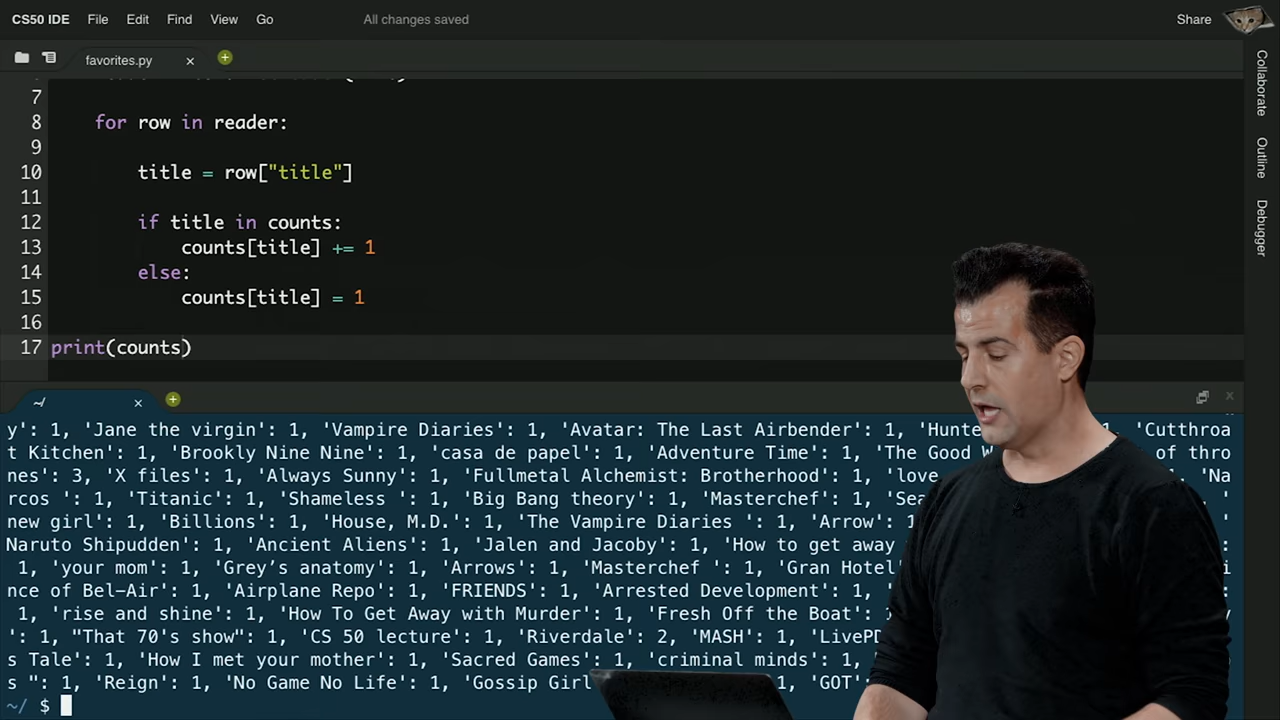 CS50 IDE File Edit Find View Go All changes saved Share
favorites.py
7
8 for row in reader:
9
10 title = row["title"]
11
12 if title in counts:
13 counts[title] += 1
14 else:
15 counts[title] = 1
16
17 print(counts)
Collaborate
Outline
Debugger
~/
y': 1, 'Jane the virgin': 1, 'Vampire Diaries': 1, 'Avatar: The Last Airbender': 1, 1, 'Cutthroa
t Kitchen': 1, 'Brookly Nine Nine': 1, 'casa de papel': 1, 'Adventure Time': 1, 'The Good of thro
nes': 3, 'X files': 1, 'Always Sunny': 1, 'Fullmetal Alchemist: Brotherhood': 1, 'love 1, 'Na
rcos ': 1, 'Titanic': 1, 'Shameless ': 1, 'Big Bang theory': 1, 'Masterchef': 1, '
new girl': 1, 'Billions': 1, 'House, M.D.': 1, 'The Vampire Diaries ': 1, 'Arrow': '
Naruto Shipudden': 1, 'Ancient Aliens': 1, 'Jalen and Jacoby': 1, 'How to get away :
1, 'your mom': 1, 'Grey’s anatomy': 1, 'Arrows': 1, 'Masterchef ': 1, 'Gran Hotel' i
nce of Bel-Air': 1, 'Airplane Repo': 1, 'FRIENDS': 1, 'Arrested Development': 1,
1, 'rise and shine': 1, 'How To Get Away with Murder': 1, 'Fresh Off the Boat': y
': 1, "That 70's show": 1, 'CS 50 lecture': 1, 'Riverdale': 2, 'MASH': 1, 'LivePD
s Tale': 1, 'How I met your mother': 1, 'Sacred Games': 1, 'criminal minds': 1,
s ": 1, 'Reign': 1, 'No Game No Life': 1, 'Gossip Girl 1, 'GOT':
~/ $